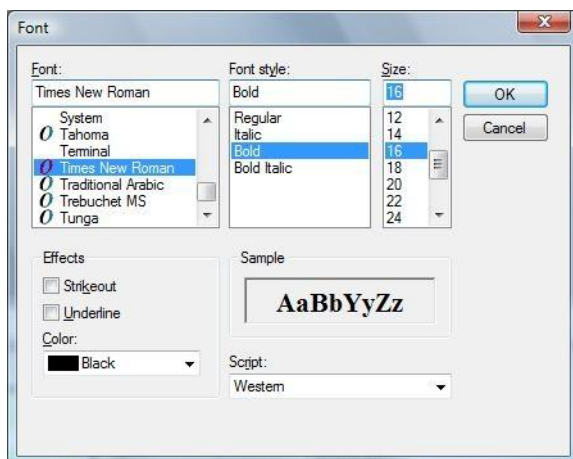 Font
Font: Font style: Size:
Times New Roman Bold 16 OK
System Regular 12 Cancel
Tahoma Italic 14
Terminal Bold 16
Times New Roman Bold Italic 18
Traditional Arabic 20
Trebuchet MS 22
Tunga 24
Effects
Strikeout
Underline
Color:
Black
Sample
AaBbYyZz
Script:
Western